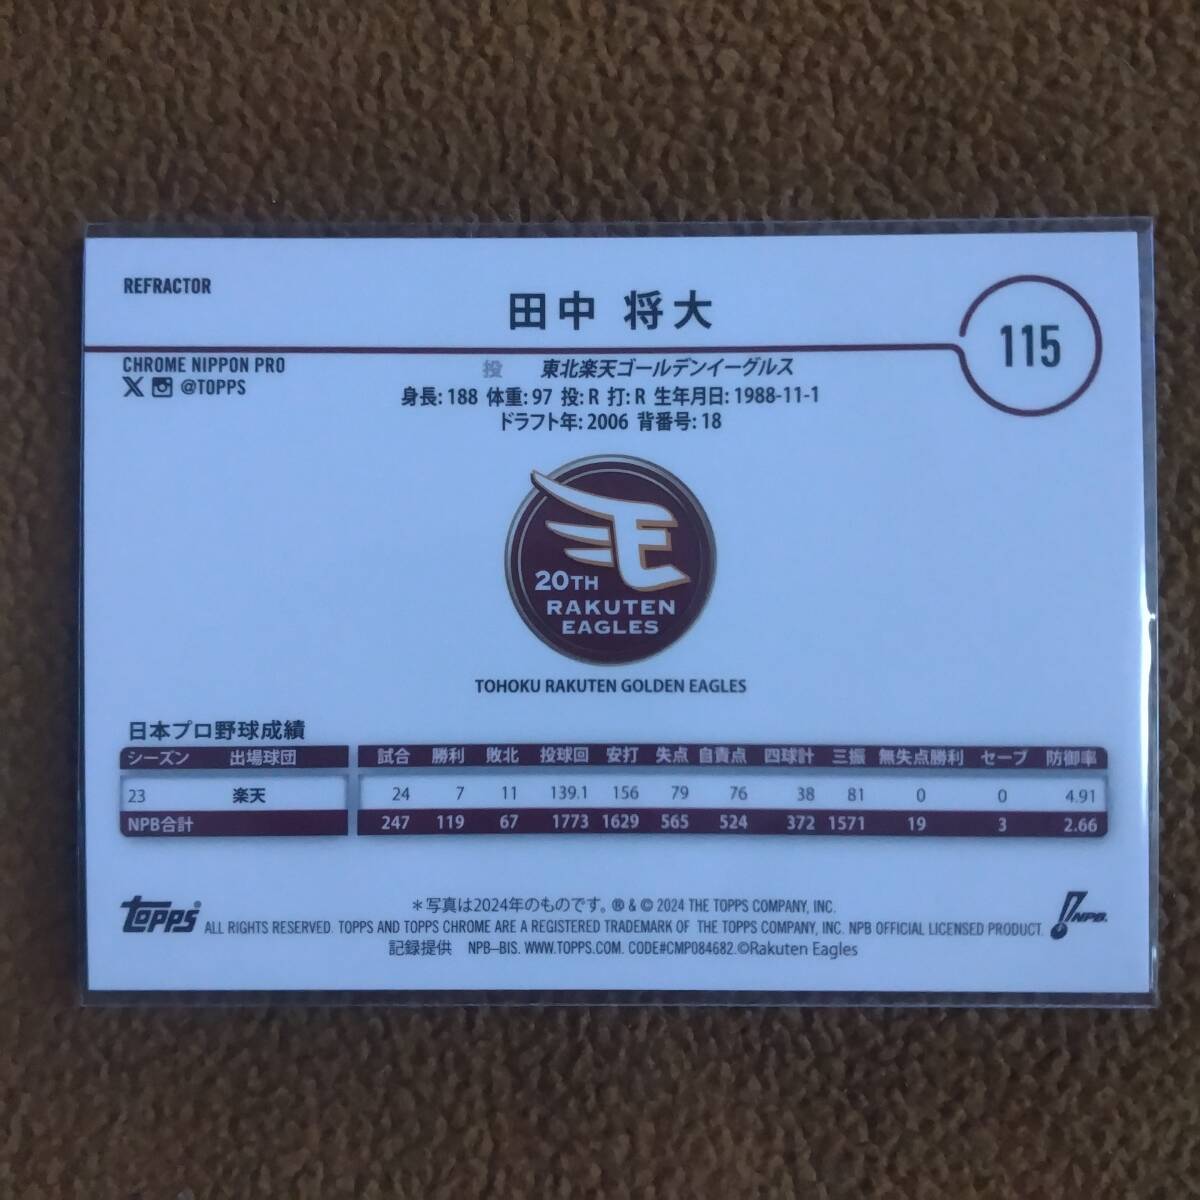 REFRACTOR
田中 将大
115
CHROME NIPPON PRO
@TOPPS
投 東北楽天ゴールデンイーグルス
身長: 188 体重: 97 投: R 打: R 生年月日: 1988-11-1
ドラフト年: 2006 背番号: 18
E
20TH
RAKUTEN
EAGLES
TOHOKU RAKUTEN GOLDEN EAGLES
日本プロ野球成績
シーズン 出場球団 試合 勝利 敗北 投球回 安打 失点 自責点 四球計 三振 無失点勝利 セーブ 防御率
23 楽天 24 7 11 139.1 156 79 76 38 81 0 0 4.91
NPB合計 247 119 67 1773 1629 565 524 372 1571 19 3 2.66
topps
＊写真は2024年のものです。® & © 2024 THE TOPPS COMPANY, INC.
ALL RIGHTS RESERVED. TOPPS AND TOPPS CHROME ARE A REGISTERED TRADEMARK OF THE TOPPS COMPANY, INC. NPB OFFICIAL LICENSED PRODUCT.
記録提供 NPB-BIS. WWW.TOPPS.COM. CODE#CMP084682.©Rakuten Eagles
NPB.